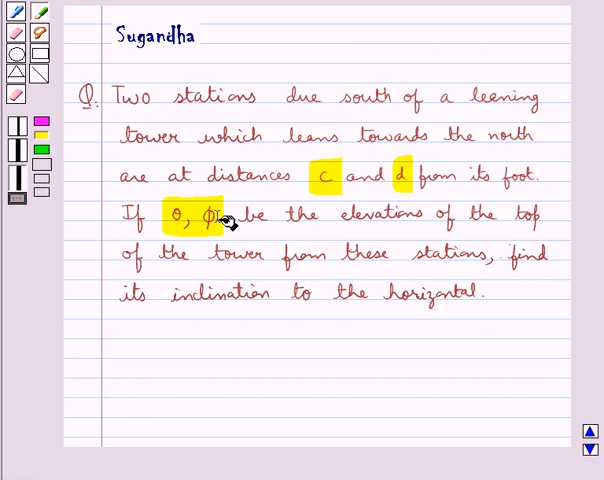 Sugandha
Q. Two stations due south of a leening
tower which leans towards the north
are at distances c and d from its foot.
If θ, φ be the elevations of the top
of the tower from these stations, find
its inclination to the horizontal.